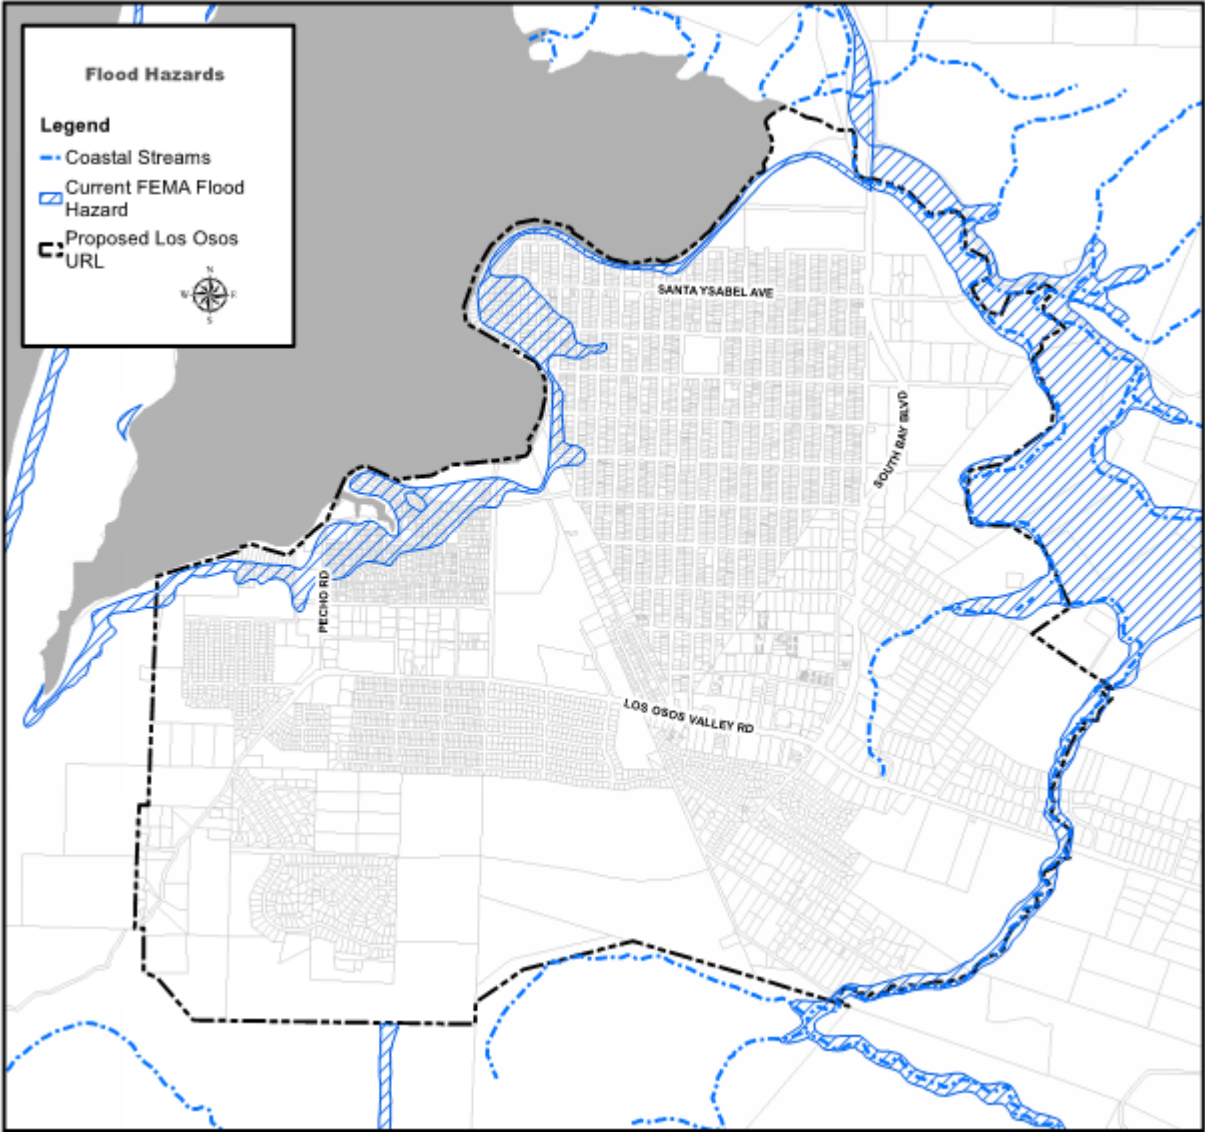 Flood Hazards
Legend
Coastal Streams
Current FEMA Flood
Hazard
Proposed Los Osos
URL
N
W E
S
SANTA YSABEL AVE
SOUTH BAY BLVD
PECHO RD
LOS OSOS VALLEY RD